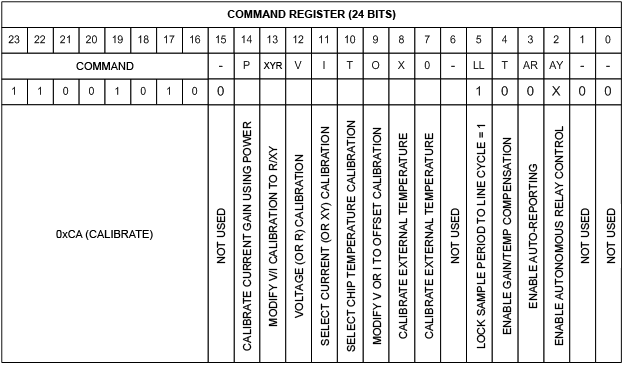 COMMAND REGISTER (24 BITS)
23 22 21 20 19 18 17 16 15 14 13 12 11 10 9 8 7 6 5 4 3 2 1 0
COMMAND - P XYR V I T O X 0 - LL T AR AY - -
1 1 0 0 1 0 1 0 0 1 0 0 X 0 0
0xCA (CALIBRATE)
NOT USED
CALIBRATE CURRENT GAIN USING POWER
MODIFY V/I CALIBRATION TO R/XY
VOLTAGE (OR R) CALIBRATION
SELECT CURRENT (OR XY) CALIBRATION
SELECT CHIP TEMPERATURE CALIBRATION
MODIFY V OR I TO OFFSET CALIBRATION
CALIBRATE EXTERNAL TEMPERATURE
CALIBRATE EXTERNAL TEMPERATURE
NOT USED
LOCK SAMPLE PERIOD TO LINE CYCLE = 1
ENABLE GAIN/TEMP COMPENSATION
ENABLE AUTO-REPORTING
ENABLE AUTONOMOUS RELAY CONTROL
NOT USED
NOT USED